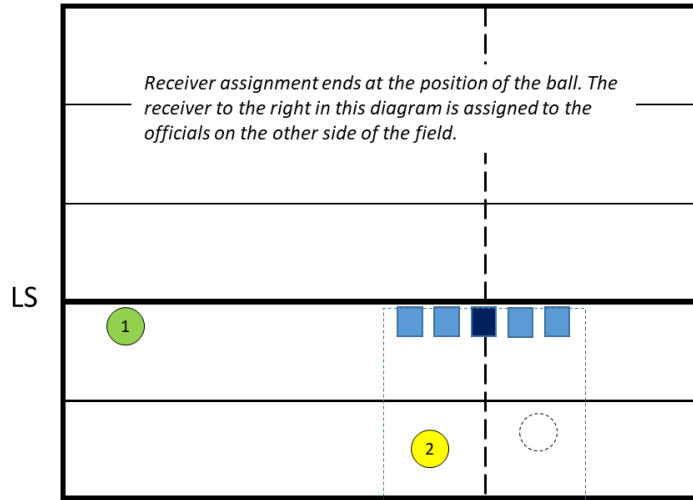 Receiver assignment ends at the position of the ball. The
receiver to the right in this diagram is assigned to the
officials on the other side of the field.
LS
1
2